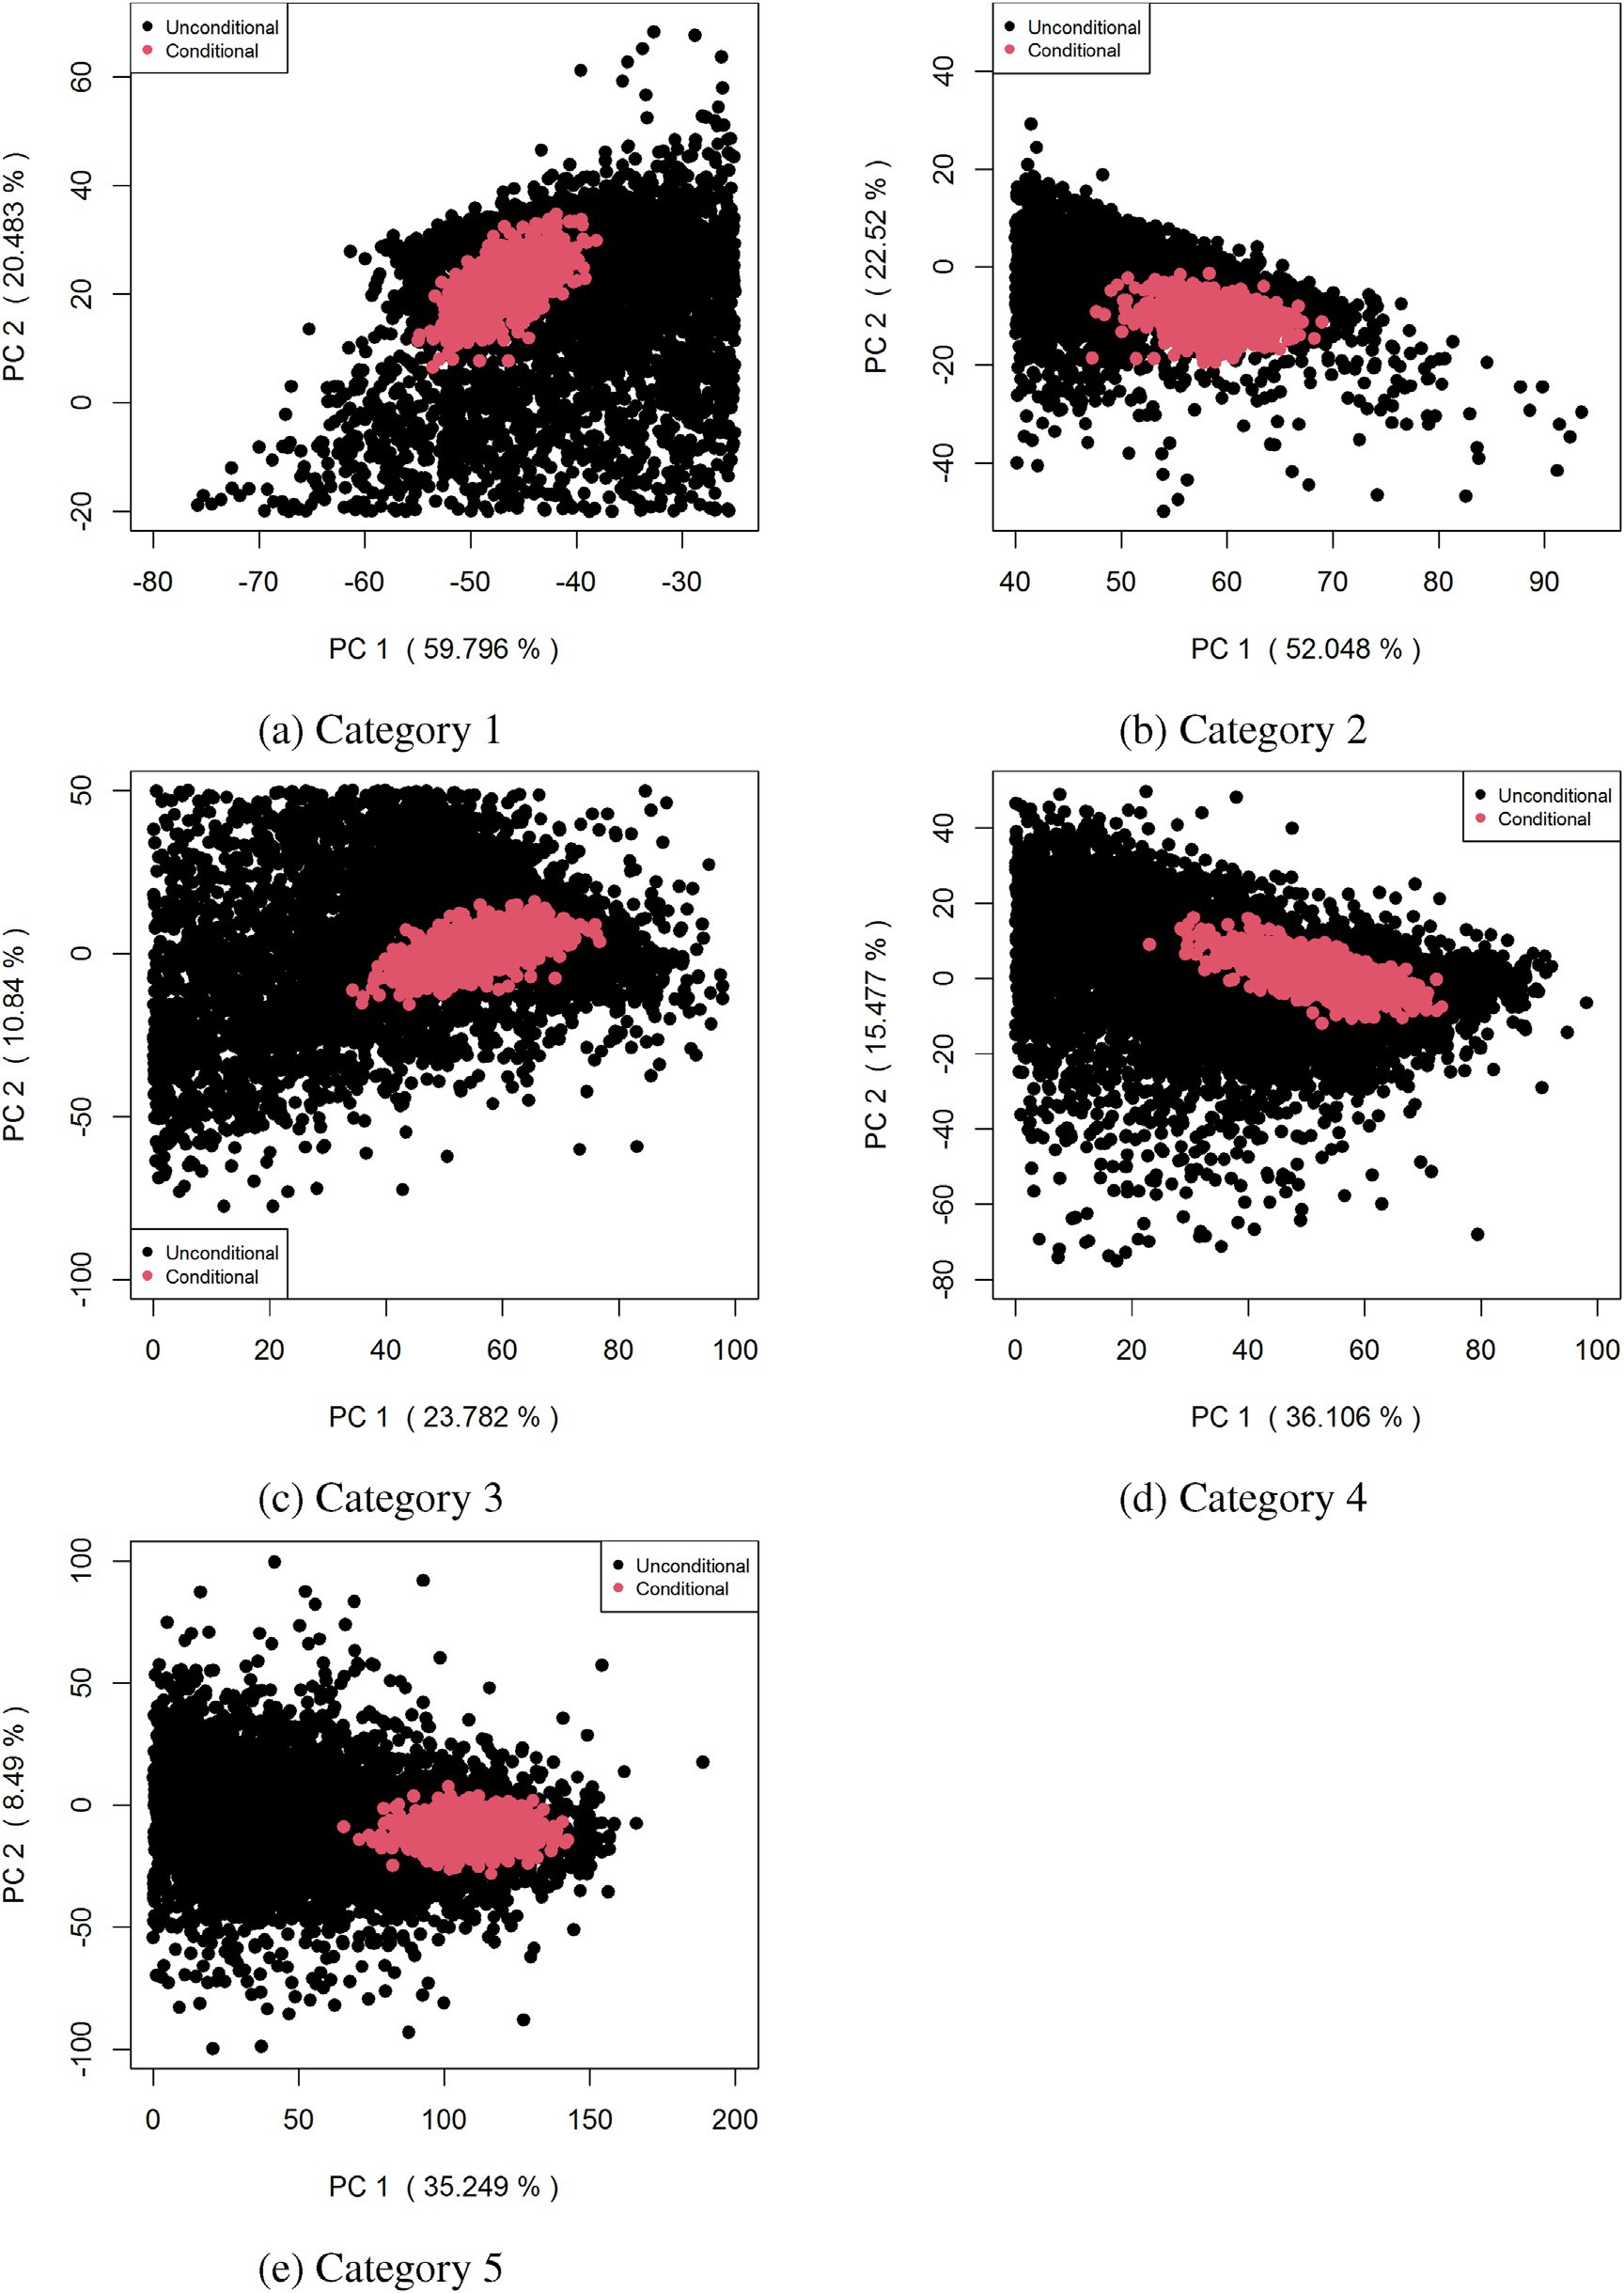 Unconditional
Conditional
60
40
20
0
-20
PC 2 ( 20.483 % )
-80 -70 -60 -50 -40 -30
PC 1 ( 59.796 % )
(a) Category 1
Unconditional
Conditional
40
20
0
-20
-40
PC 2 ( 22.52 % )
40 50 60 70 80 90
PC 1 ( 52.048 % )
(b) Category 2
50
0
-50
-100
PC 2 ( 10.84 % )
Unconditional
Conditional
0 20 40 60 80 100
PC 1 ( 23.782 % )
(c) Category 3
Unconditional
Conditional
40
20
0
-20
-40
-60
-80
PC 2 ( 15.477 % )
0 20 40 60 80 100
PC 1 ( 36.106 % )
(d) Category 4
Unconditional
Conditional
100
50
0
-50
-100
PC 2 ( 8.49 % )
0 50 100 150 200
PC 1 ( 35.249 % )
(e) Category 5